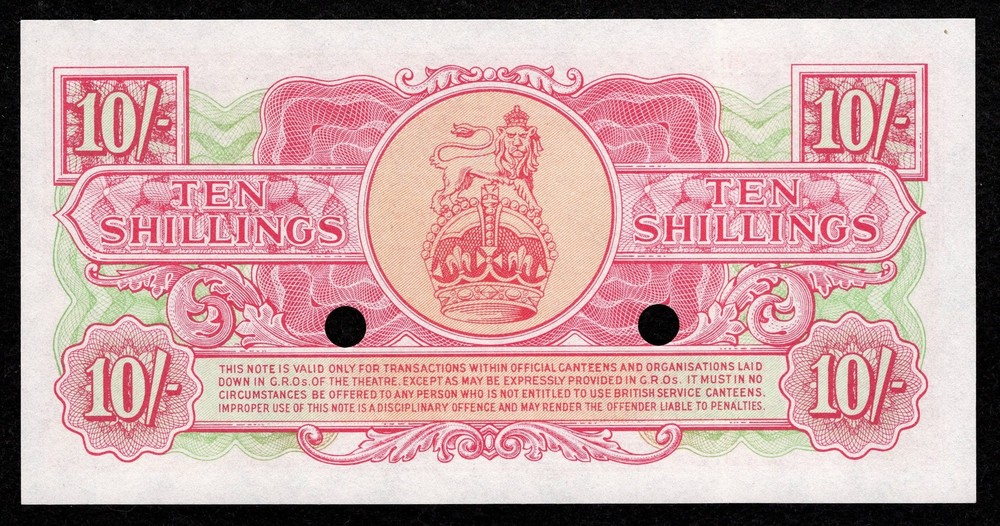 10/- 10/-
TEN TEN
SHILLINGS SHILLINGS
10/- 10/-
THIS NOTE IS VALID ONLY FOR TRANSACTIONS WITHIN OFFICIAL CANTEENS AND ORGANISATIONS LAID
DOWN IN G.R.Os. OF THE THEATRE. EXCEPT AS MAY BE EXPRESSLY PROVIDED IN G.R.Os. IT MUST IN NO
CIRCUMSTANCES BE OFFERED TO ANY PERSON WHO IS NOT ENTITLED TO USE BRITISH SERVICE CANTEENS.
IMPROPER USE OF THIS NOTE IS A DISCIPLINARY OFFENCE AND MAY RENDER THE OFFENDER LIABLE TO PENALTIES.